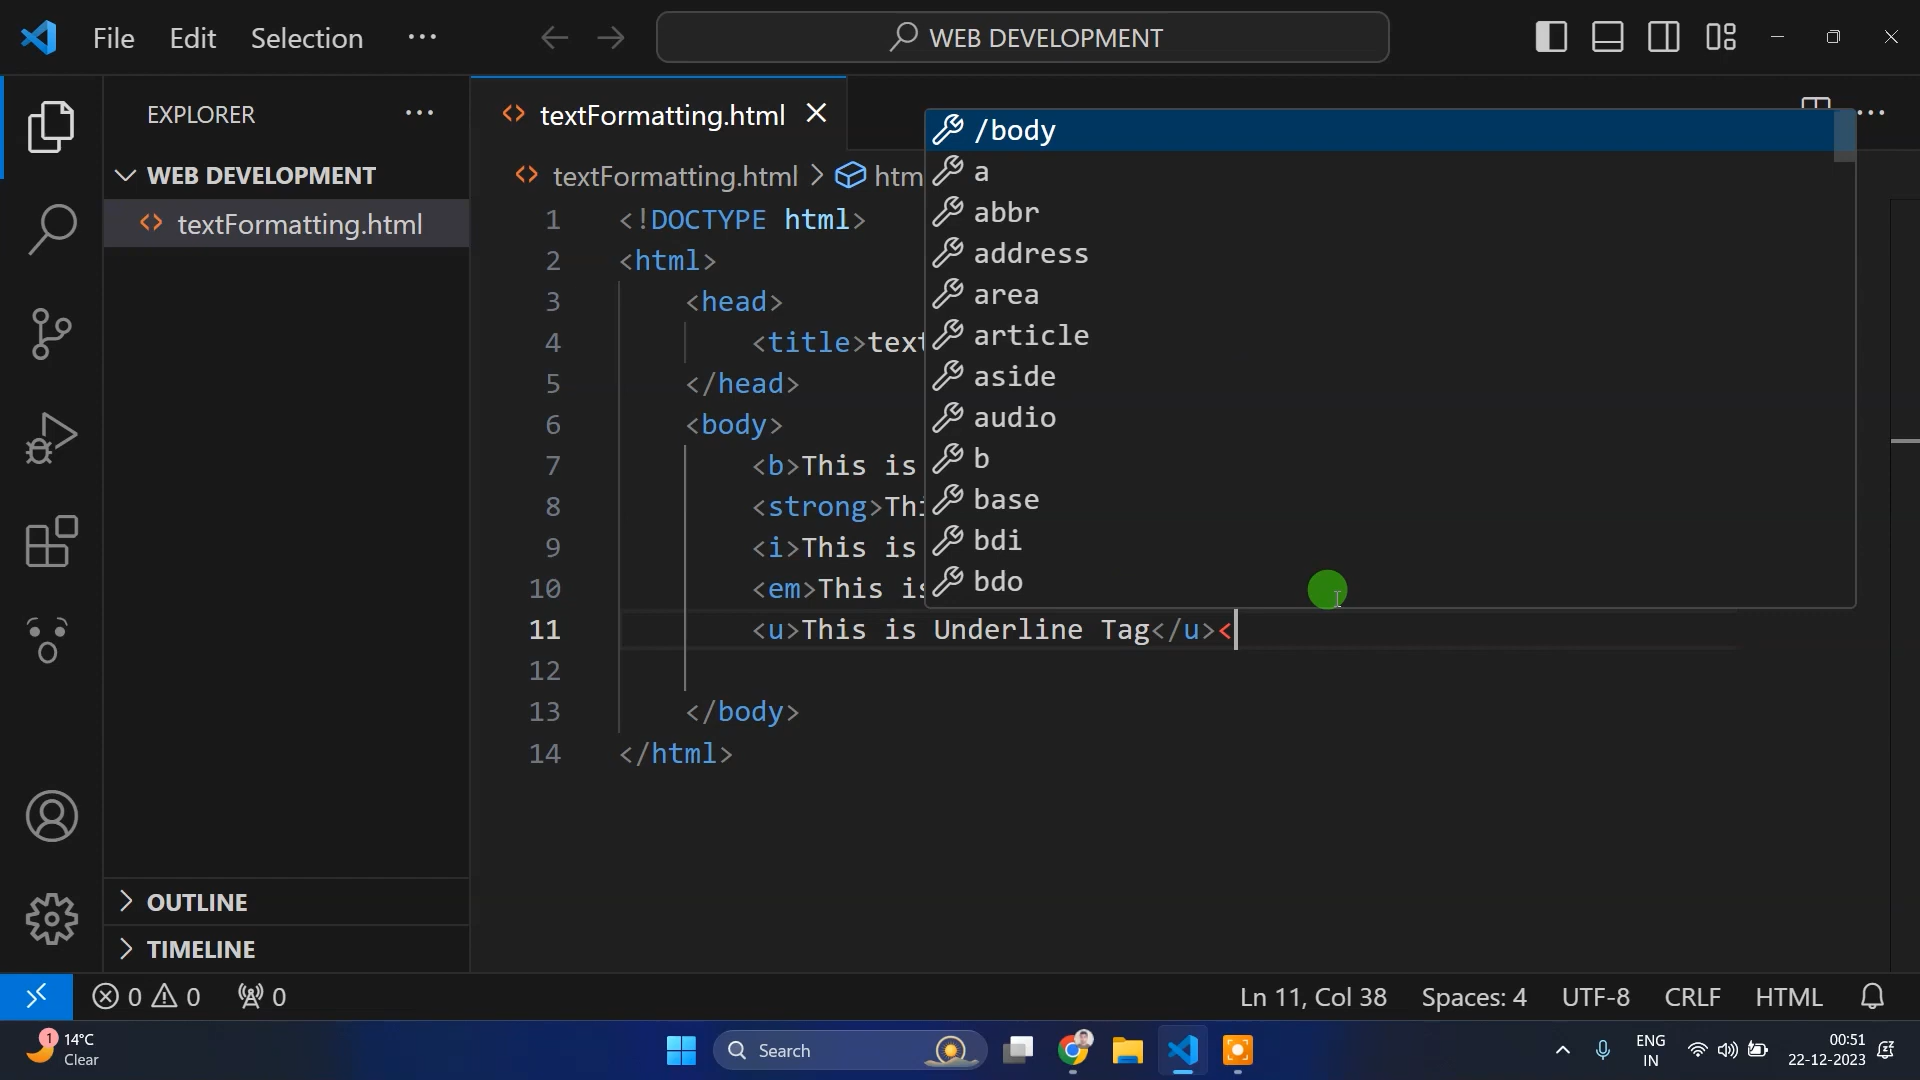 File Edit Selection ··· WEB DEVELOPMENT
EXPLORER ···
WEB DEVELOPMENT
textFormatting.html
OUTLINE
TIMELINE
textFormatting.html
textFormatting.html > htm
1 <!DOCTYPE html>
2 <html>
3 <head>
4 <title>text
5 </head>
6 <body>
7 <b>This is
8 <strong>Thi
9 <i>This is
10 <em>This is
11 <u>This is Underline Tag</u><
12
13 </body>
14 </html>
/body
a
abbr
address
area
article
aside
audio
b
base
bdi
bdo
0 0 0 Ln 11, Col 38 Spaces: 4 UTF-8 CRLF HTML
1 14°C
Clear
Search
ENG
IN
00:51
22-12-2023